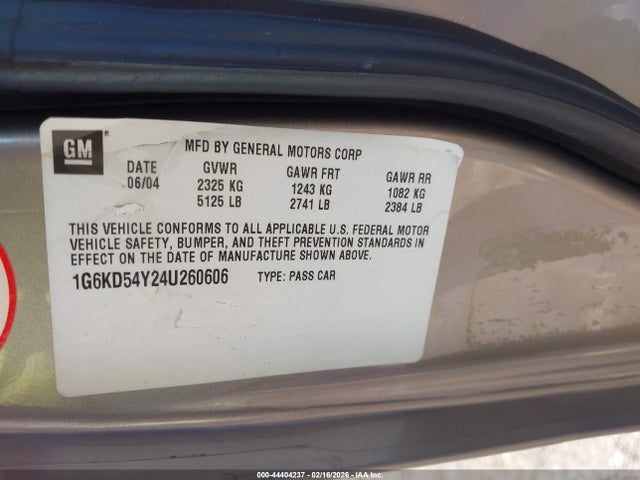 GM
MFD BY GENERAL MOTORS CORP
DATE GVWR GAWR FRT GAWR RR
06/04 2325 KG 1243 KG 1082 KG
5125 LB 2741 LB 2384 LB
THIS VEHICLE CONFORMS TO ALL APPLICABLE U.S. FEDERAL MOTOR
VEHICLE SAFETY, BUMPER, AND THEFT PREVENTION STANDARDS IN
EFFECT ON THE DATE OF MANUFACTURE SHOWN ABOVE.
1G6KD54Y24U260606 TYPE: PASS CAR
000-44404237 - 02/16/2026 - IAA Inc.